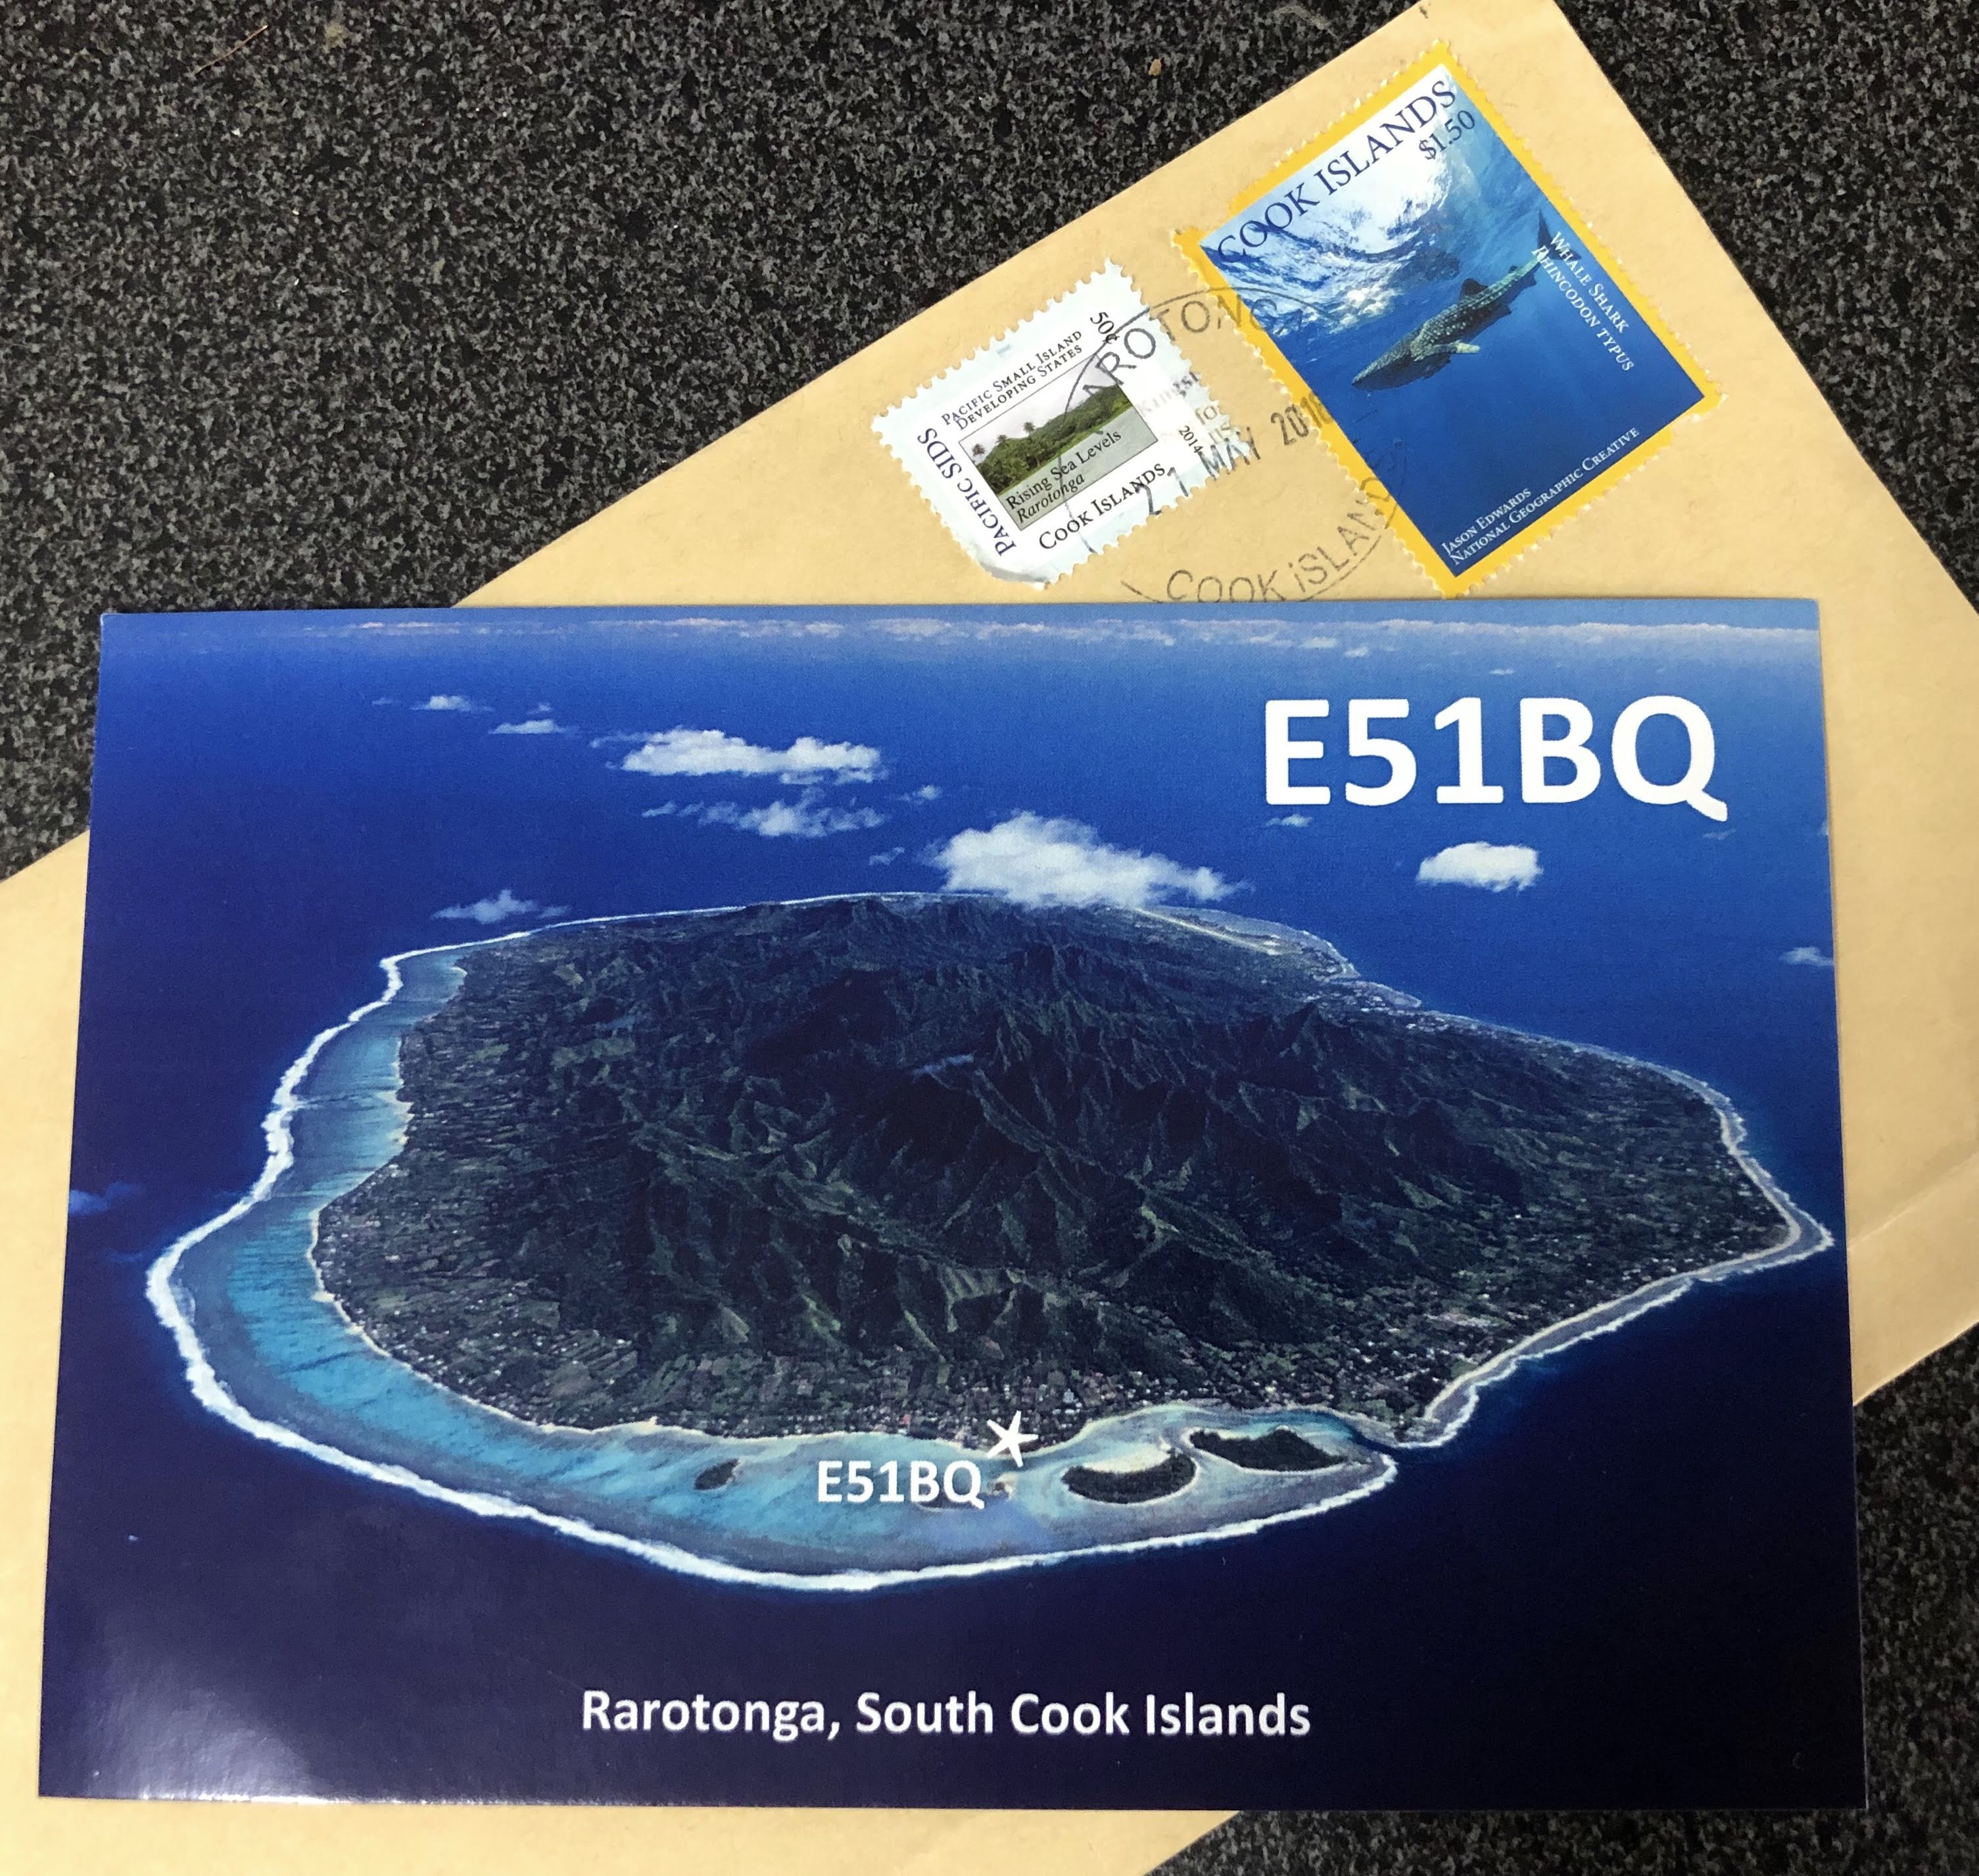 COOK ISLANDS
$1.50
WHALE SHARK
RHINCODON TYPUS
JASON EDWARDS
NATIONAL GEOGRAPHIC CREATIVE
50¢
PACIFIC SMALL ISLAND
DEVELOPING STATES
PACIFIC SIDS
Rising Sea Levels
Rarotonga
COOK ISLANDS
2014
AROTONG
21 MAY 2018
COOK ISLANDS
E51BQ
E51BQ
Rarotonga, South Cook Islands